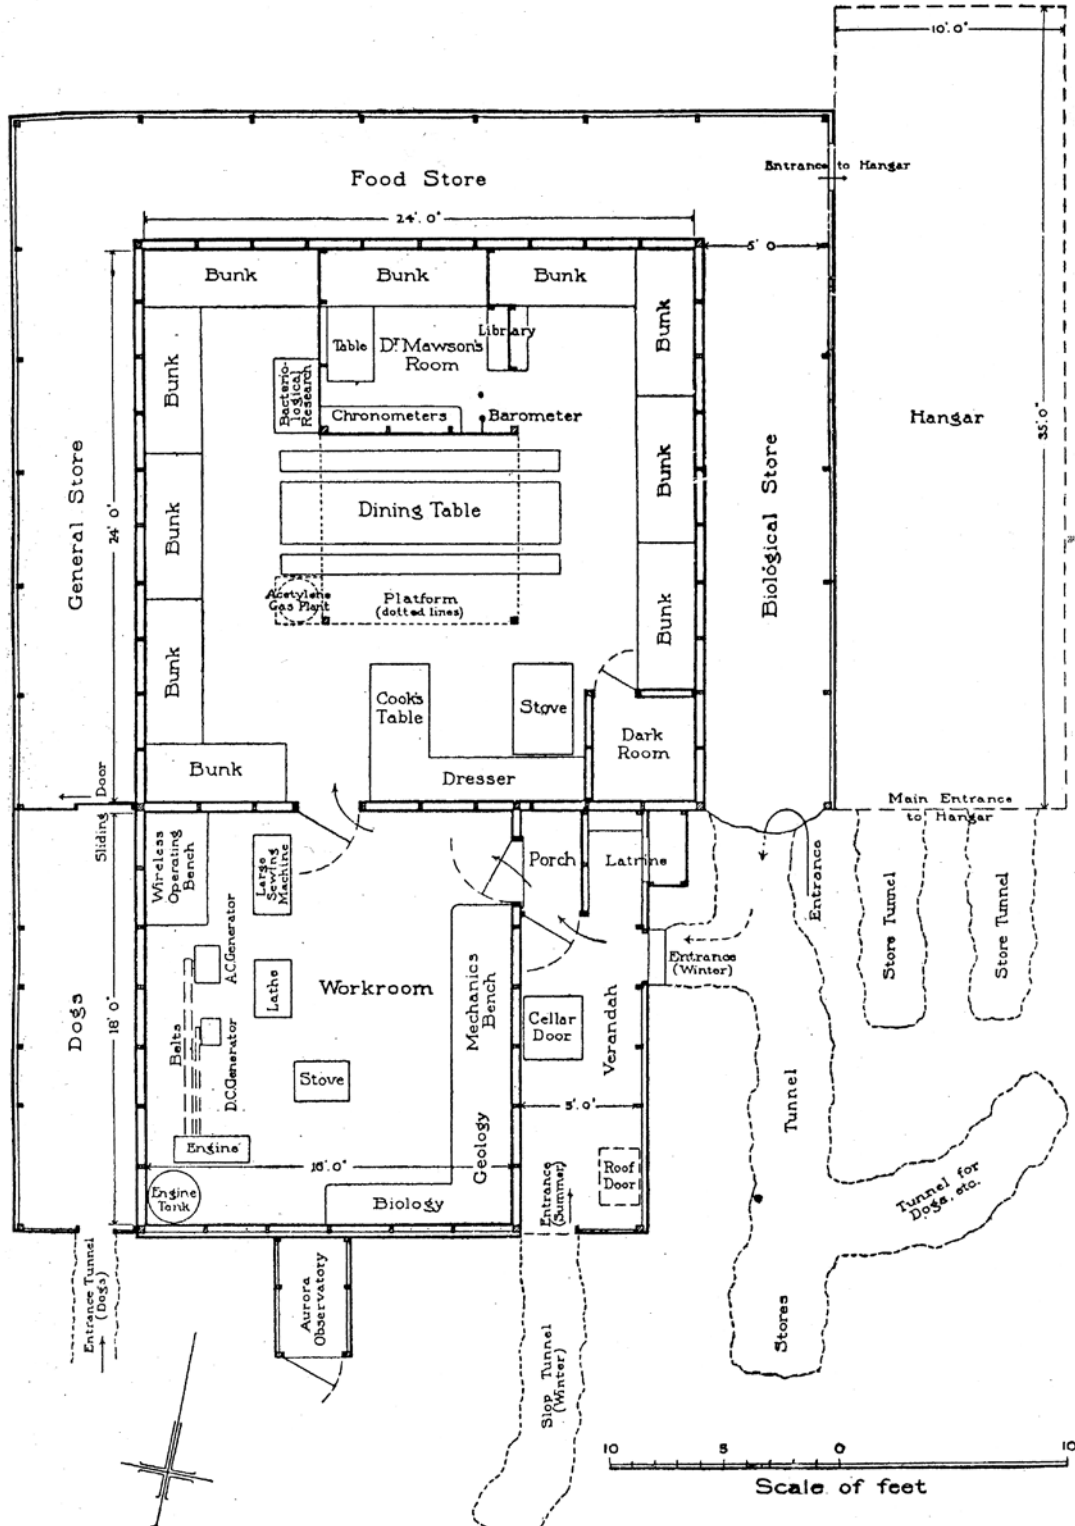 10'. 0"
Entrance to Hangar
Food Store
24'. 0"
5' 0
Bunk
Bunk
Bunk
Bunk
Table
Dr. Mawson's
Room
Library
Bunk
Bacterio-
logical
Research
Chronometers
Barometer
Hangar
35'. 0"
General Store
24' 0"
Bunk
Dining Table
Bunk
Biological Store
Acetylene
Gas Plant
Platform
(dotted lines)
Bunk
Bunk
Cook's
Table
Stove
Dark
Room
Bunk
Dresser
Door
Sliding
Main Entrance
to Hangar
Wireless
Operating
Bench
Large
Sewing
Machine
Porch
Latrine
Entrance
Store Tunnel
Store Tunnel
A.C.Generator
Lathe
Workroom
Mechanics
Bench
Entrance
(Winter)
Dogs
18' 0"
Belts
D.C.Generator
Cellar
Door
Verandah
Stove
Tunnel
5'. 0"
Engine
16'. 0"
Geology
Entrance
(Summer)
Roof
Door
Tunnel for
Dogs, etc.
Engine
Tank
Biology
Entrance Tunnel
(Dogs)
Aurora
Observatory
Stores
Slop Tunnel
(Winter)
10 5 0 10
Scale of feet